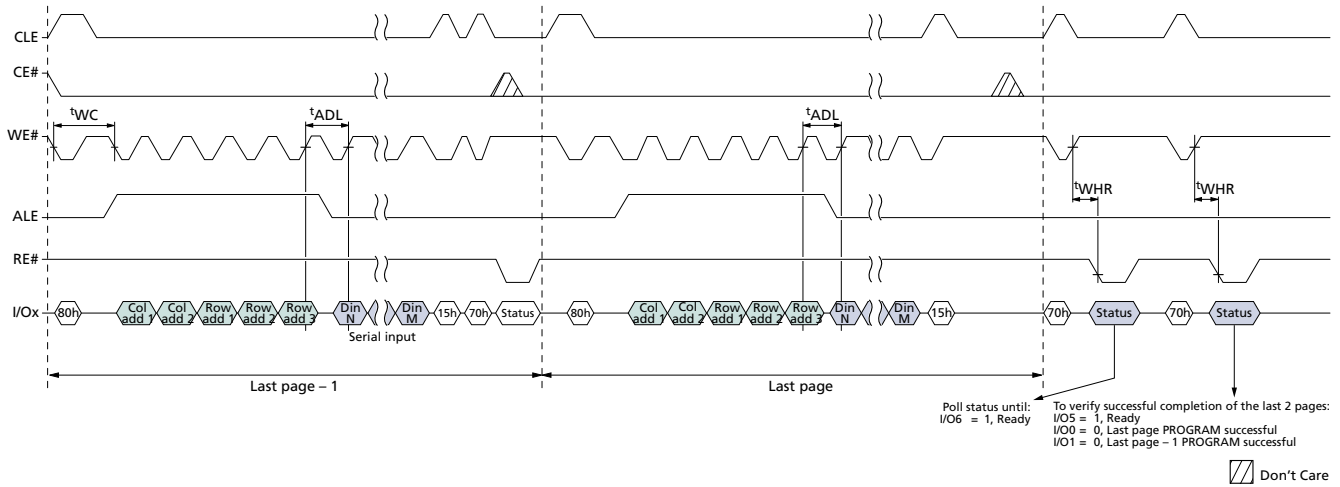 CLE
CE#
tWC
tADL
tADL
WE#
tWHR
tWHR
ALE
RE#
I/Ox
80h
Col add 1
Col add 2
Row add 1
Row add 2
Row add 3
Din N
Din M
15h
70h
Status
80h
Col add 1
Col add 2
Row add 1
Row add 2
Row add 3
Din N
Din M
15h
70h
Status
70h
Status
Serial input
Last page – 1
Last page
Poll status until:
I/O6 = 1, Ready
To verify successful completion of the last 2 pages:
I/O5 = 1, Ready
I/O0 = 0, Last page PROGRAM successful
I/O1 = 0, Last page – 1 PROGRAM successful
Don't Care